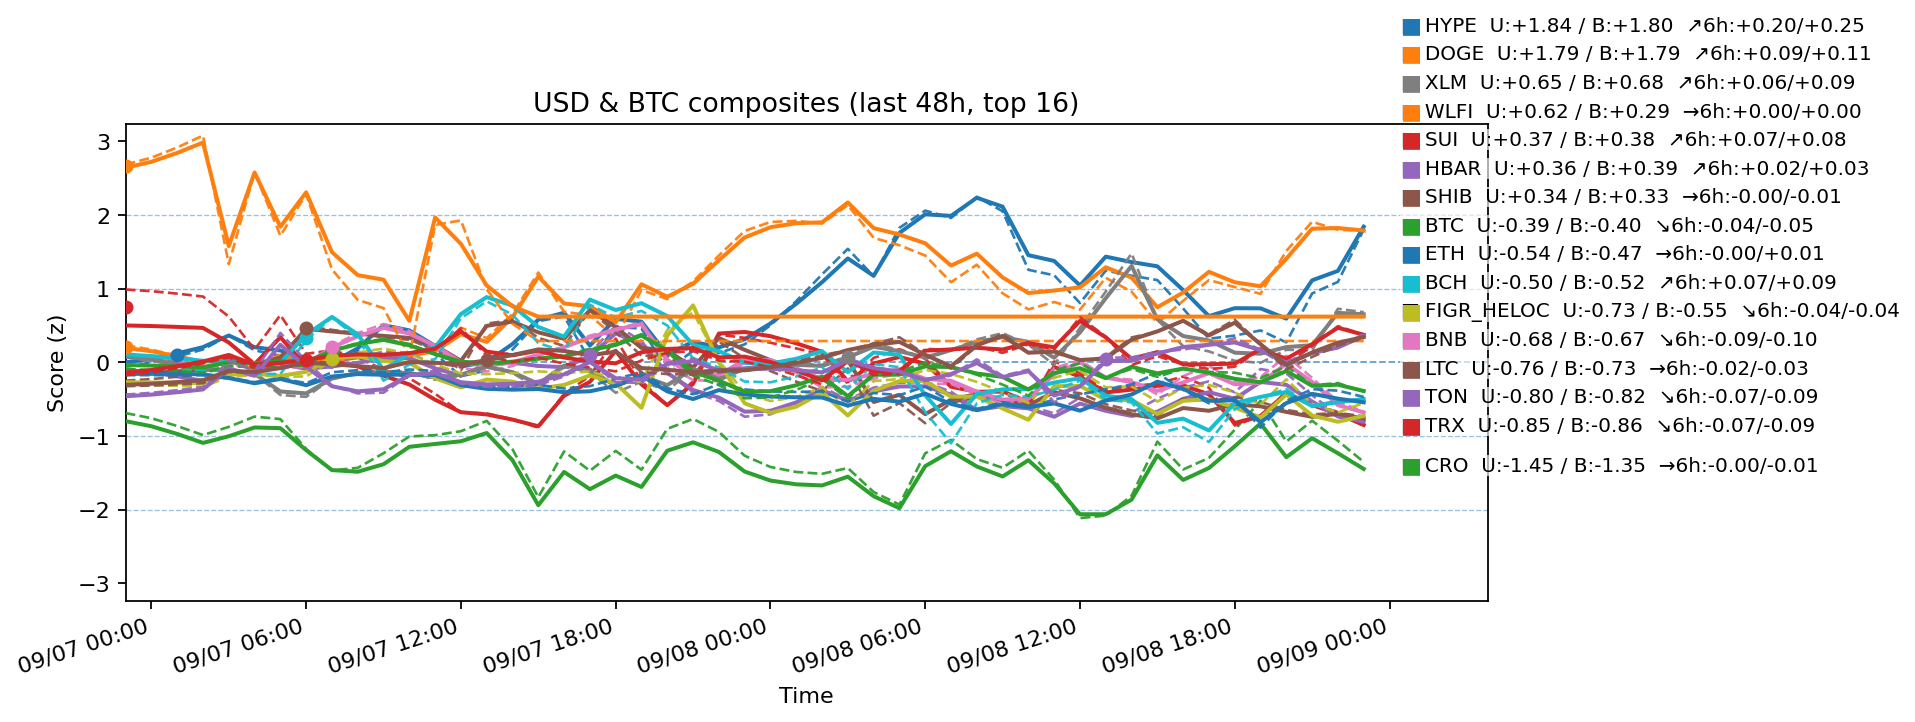 HYPE U:+1.84 / B:+1.80 ↗6h:+0.20/+0.25
DOGE U:+1.79 / B:+1.79 ↗6h:+0.09/+0.11
XLM U:+0.65 / B:+0.68 ↗6h:+0.06/+0.09
WLFI U:+0.62 / B:+0.29 →6h:+0.00/+0.00
SUI U:+0.37 / B:+0.38 ↗6h:+0.07/+0.08
HBAR U:+0.36 / B:+0.39 ↗6h:+0.02/+0.03
SHIB U:+0.34 / B:+0.33 →6h:-0.00/-0.01
BTC U:-0.39 / B:-0.40 ↘6h:-0.04/-0.05
ETH U:-0.54 / B:-0.47 →6h:-0.00/+0.01
BCH U:-0.50 / B:-0.52 ↗6h:+0.07/+0.09
FIGR_HELOC U:-0.73 / B:-0.55 ↘6h:-0.04/-0.04
BNB U:-0.68 / B:-0.67 ↘6h:-0.09/-0.10
LTC U:-0.76 / B:-0.73 →6h:-0.02/-0.03
TON U:-0.80 / B:-0.82 ↘6h:-0.07/-0.09
TRX U:-0.85 / B:-0.86 ↘6h:-0.07/-0.09
CRO U:-1.45 / B:-1.35 →6h:-0.00/-0.01
USD & BTC composites (last 48h, top 16)
Score (z)
3
2
1
0
−1
−2
−3
09/07 00:00
09/07 06:00
09/07 12:00
09/07 18:00
09/08 00:00
09/08 06:00
09/08 12:00
09/08 18:00
09/09 00:00
Time